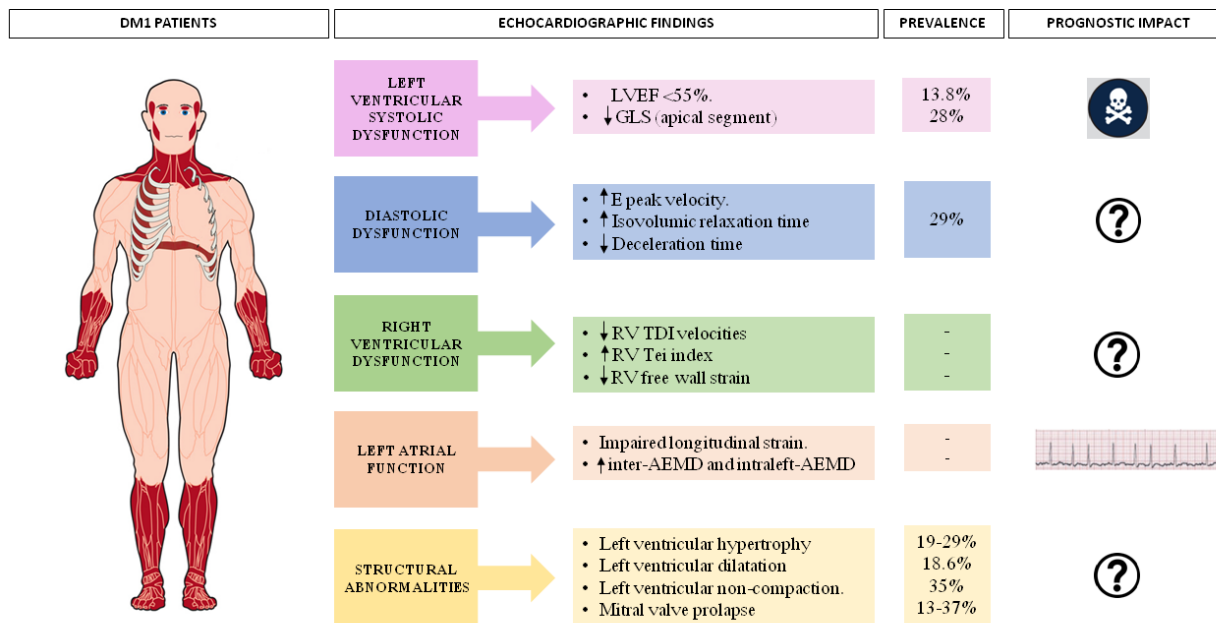 DM1 PATIENTS
ECHOCARDIOGRAPHIC FINDINGS
PREVALENCE
PROGNOSTIC IMPACT
LEFT
VENTRICULAR
SYSTOLIC
DYSFUNCTION
• LVEF <55%.
• ↓GLS (apical segment)
13.8%
28%
DIASTOLIC
DYSFUNCTION
• ↑E peak velocity.
• ↑Isovolumic relaxation time
• ↓Deceleration time
29%
?
RIGHT
VENTRICULAR
DYSFUNCTION
• ↓RV TDI velocities
• ↑RV Tei index
• ↓RV free wall strain
-
-
-
?
LEFT ATRIAL
FUNCTION
• Impaired longitudinal strain.
• ↑inter-AEMD and intraleft-AEMD
-
-
STRUCTURAL
ABNORMALITIES
• Left ventricular hypertrophy
• Left ventricular dilatation
• Left ventricular non-compaction.
• Mitral valve prolapse
19-29%
18.6%
35%
13-37%
?